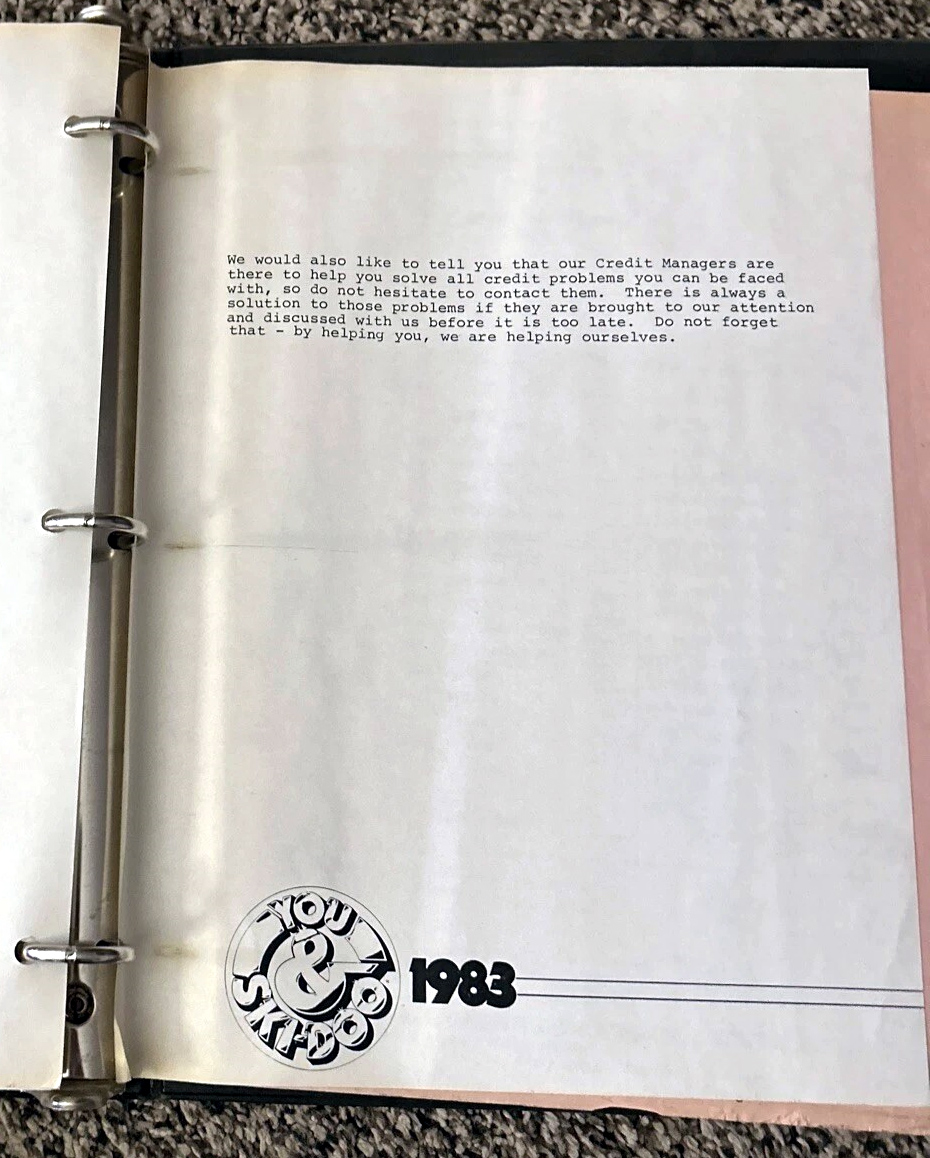 We would also like to tell you that our Credit Managers are
there to help you solve all credit problems you can be faced
with, so do not hesitate to contact them.  There is always a
solution to those problems if they are brought to our attention
and discussed with us before it is too late.  Do not forget
that - by helping you, we are helping ourselves.
YOU
&
SKI-DOO
1983